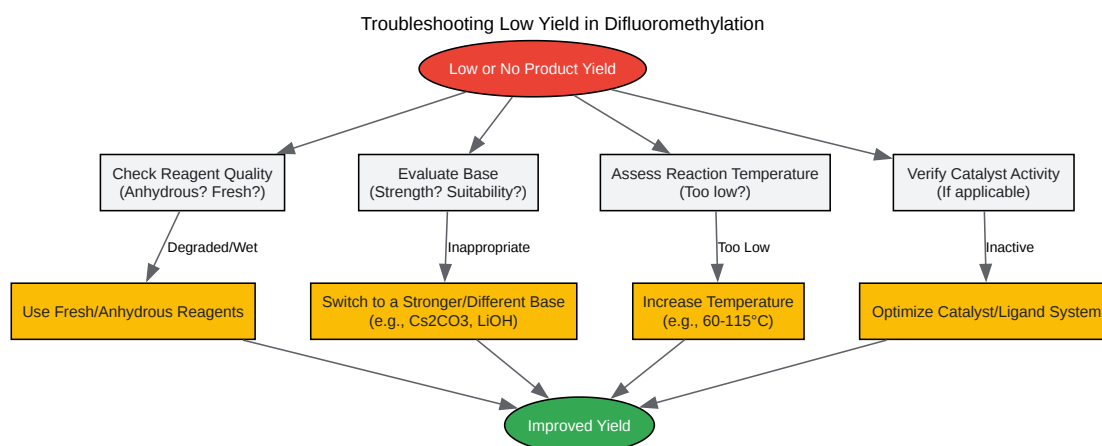 Troubleshooting Low Yield in Difluoromethylation
Low or No Product Yield
Check Reagent Quality
(Anhydrous? Fresh?)
Evaluate Base
(Strength? Suitability?)
Assess Reaction Temperature
(Too low?)
Verify Catalyst Activity
(If applicable)
Degraded/Wet
Inappropriate
Too Low
Inactive
Use Fresh/Anhydrous Reagents
Switch to a Stronger/Different Base
(e.g., Cs2CO3, LiOH)
Increase Temperature
(e.g., 60-115°C)
Optimize Catalyst/Ligand System
Improved Yield